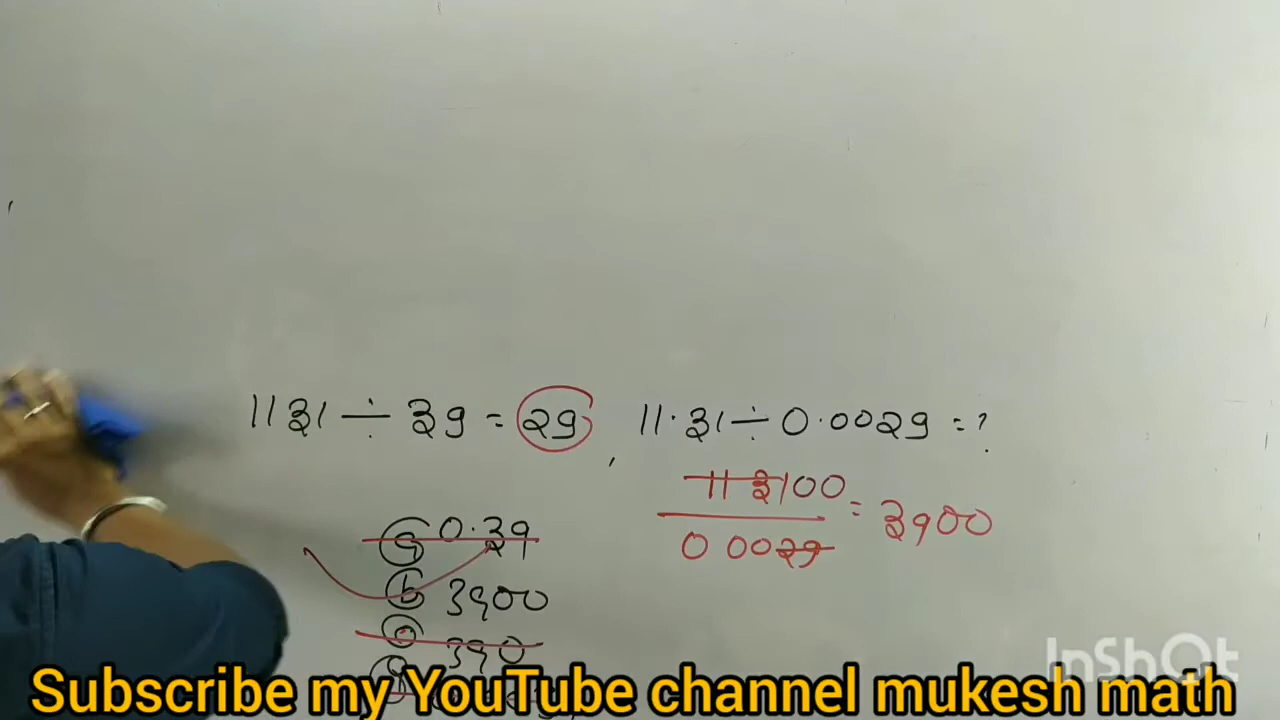 1131 ÷ 39 = 29, 11.31 ÷ 0.0029 = ?
113100
0 0029
= 3900
a 0.39
b 3900
390
InShOt
Subscribe my YouTube channel mukesh math